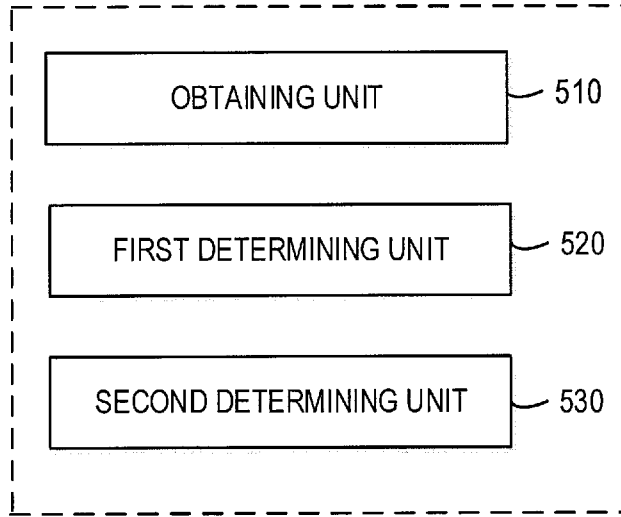 OBTAINING UNIT 510
FIRST DETERMINING UNIT 520
SECOND DETERMINING UNIT 530